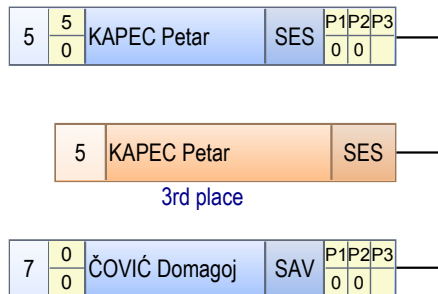 5 5 KAPEC Petar SES P1 P2 P3
0 0 0
5 KAPEC Petar SES
3rd place
7 0 ČOVIĆ Domagoj SAV P1 P2 P3
0 0 0